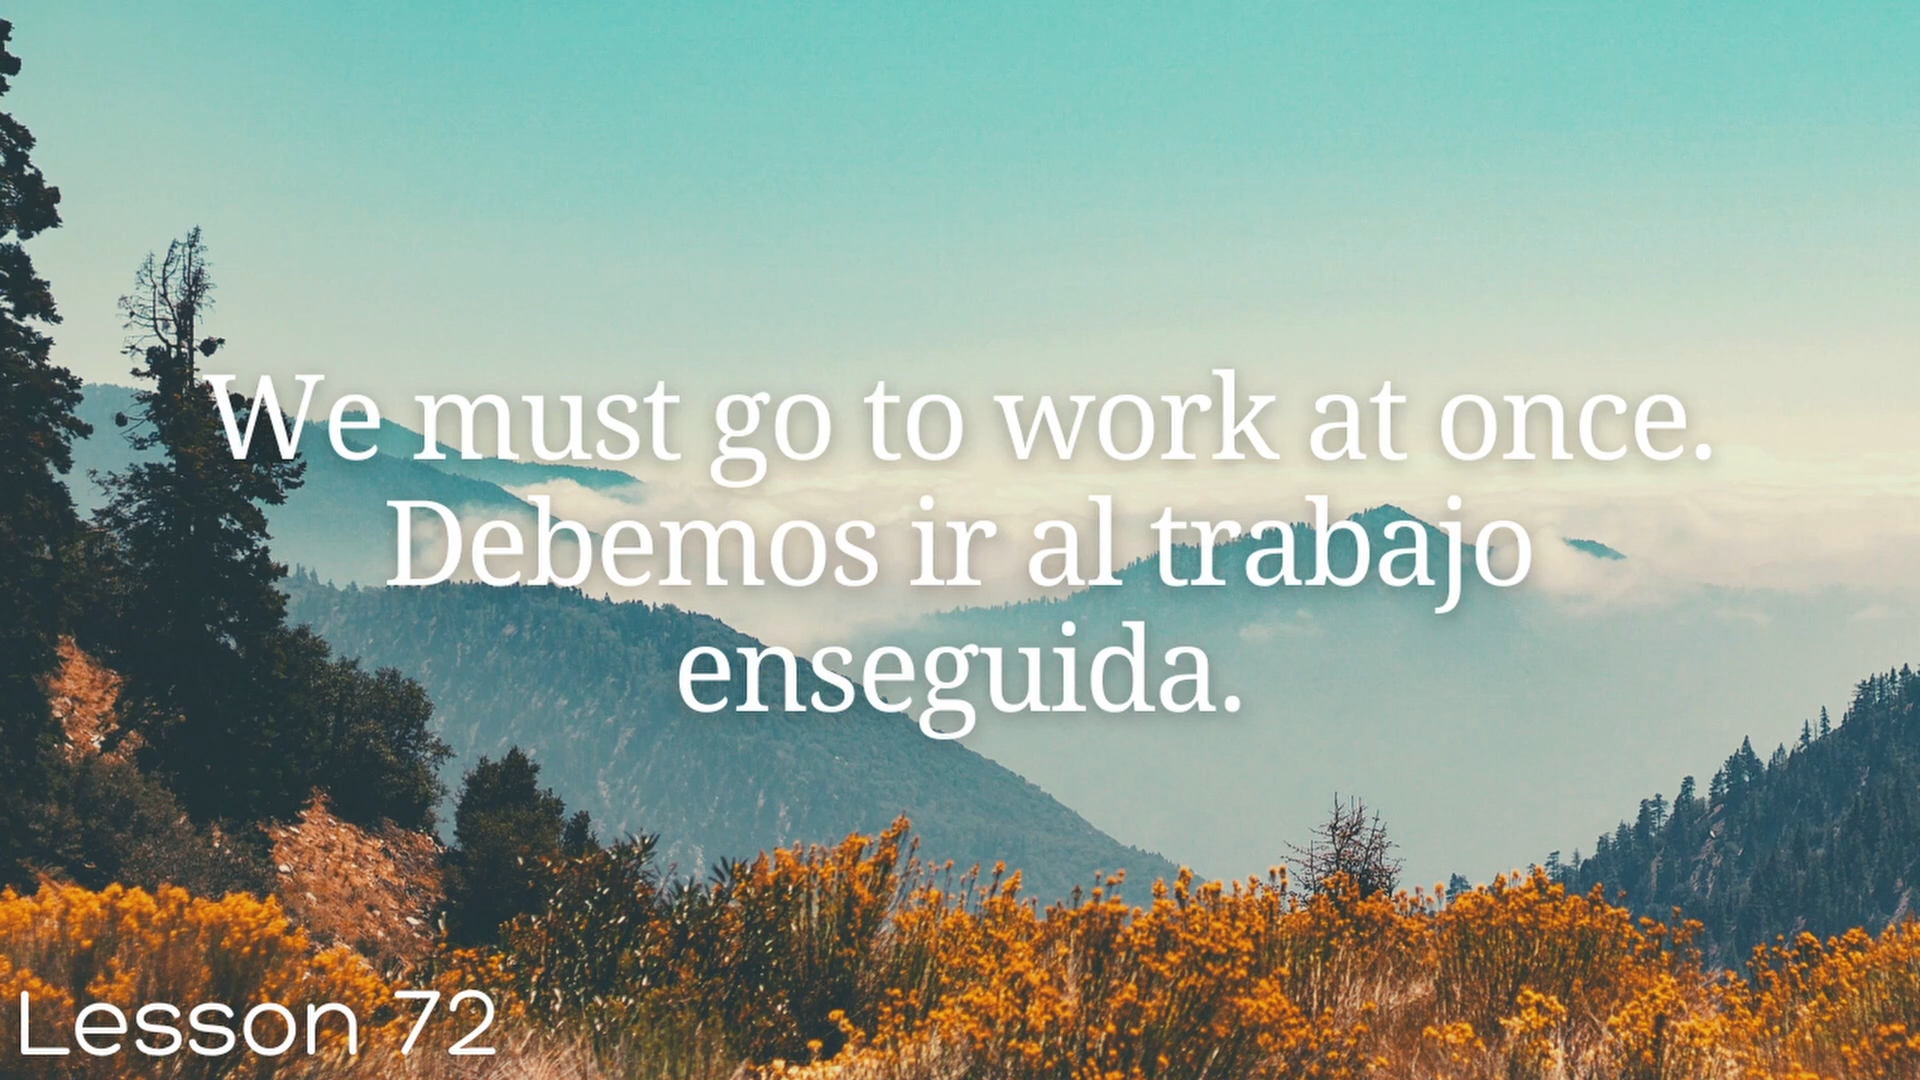 We must go to work at once.
Debemos ir al trabajo
enseguida.
Lesson 72